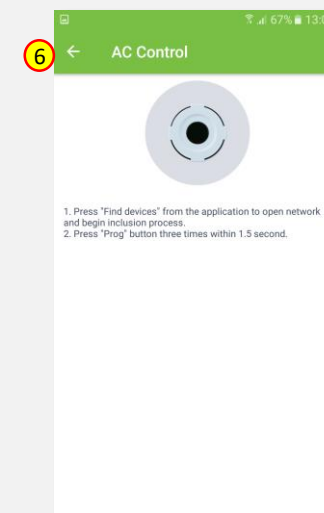 67% 13:0
6
AC Control
1. Press "Find devices" from the application to open network
and begin inclusion process.
2. Press "Prog" button three times within 1.5 second.